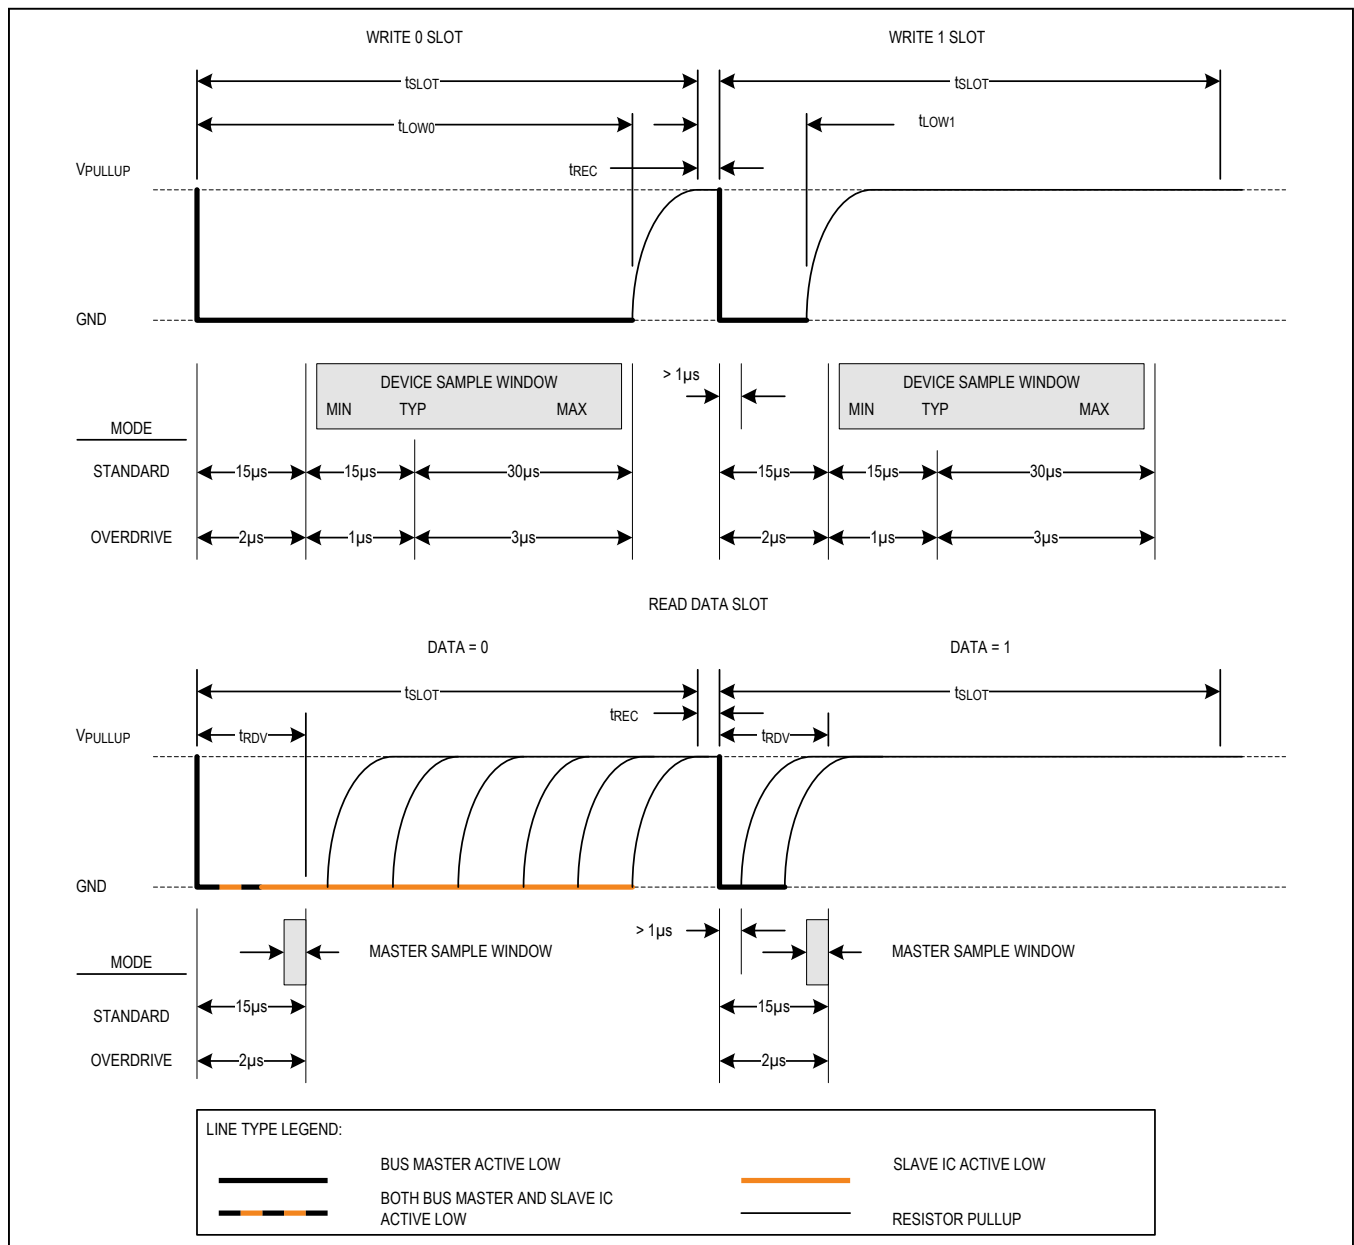 WRITE 0 SLOT WRITE 1 SLOT
tSLOT tSLOT
tLOW0 tLOW1
VPULLUP tREC
GND
DEVICE SAMPLE WINDOW > 1µs DEVICE SAMPLE WINDOW
MIN TYP MAX MIN TYP MAX
MODE
STANDARD 15µs 15µs 30µs 15µs 15µs 30µs
OVERDRIVE 2µs 1µs 3µs 2µs 1µs 3µs
READ DATA SLOT
DATA = 0 DATA = 1
tSLOT tSLOT
tREC
VPULLUP tRDV tRDV
GND
> 1µs
MASTER SAMPLE WINDOW MASTER SAMPLE WINDOW
MODE
STANDARD 15µs 15µs
OVERDRIVE 2µs 2µs
LINE TYPE LEGEND:
BUS MASTER ACTIVE LOW SLAVE IC ACTIVE LOW
BOTH BUS MASTER AND SLAVE IC
ACTIVE LOW RESISTOR PULLUP